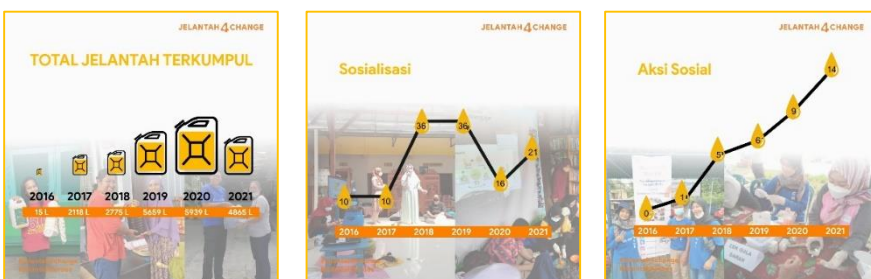 JELANTAH4CHANGE
TOTAL JELANTAH TERKUMPUL
2016 2017 2018 2019 2020 2021
15 L 2118 L 2775 L 5689 L 5939 L 4865 L
JELANTAH4CHANGE
Sosialisasi
10 10 36 36 16 21
2016 2017 2018 2019 2020 2021
JELANTAH4CHANGE
Aksi Sosial
0 1 5 6 9 14
2016 2017 2018 2019 2020 2021